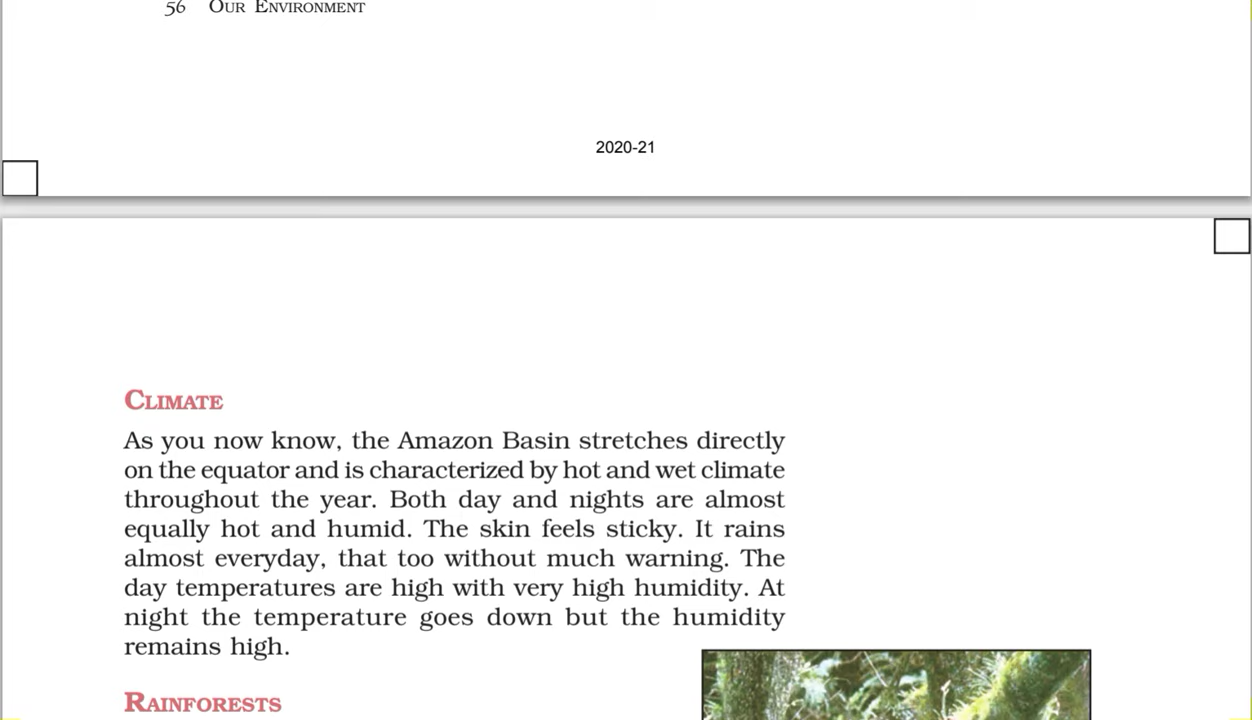 56 Our Environment
2020-21
Climate
As you now know, the Amazon Basin stretches directly
on the equator and is characterized by hot and wet climate
throughout the year. Both day and nights are almost
equally hot and humid. The skin feels sticky. It rains
almost everyday, that too without much warning. The
day temperatures are high with very high humidity. At
night the temperature goes down but the humidity
remains high.
Rainforests